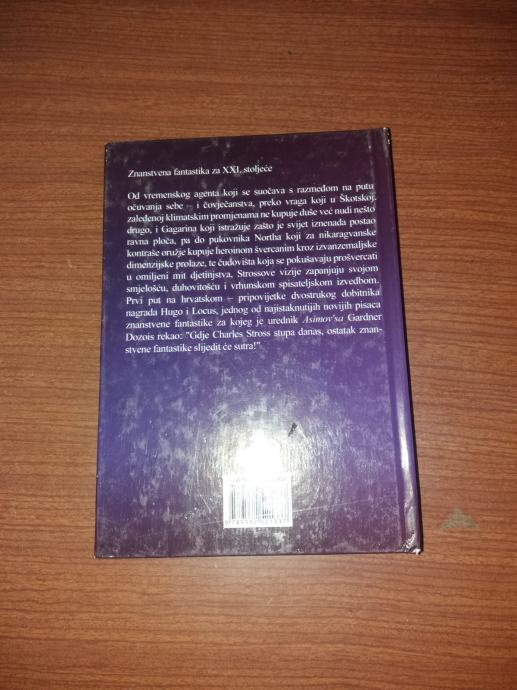 Znanstvena fantastika za XXI. stoljeće
Od vremenskog agenta koji se suočava s razmeđom na putu
očuvanja sebe – i čovječanstva, preko vraga koji u Škotskoj
zaleđenoj klimatskim promjenama ne kupuje duše već nudi nešto
drugo, i Gagarina koji istražuje zašto je svijet iznenada postao
ravna ploča, pa do pukovnika Northa koji za nikaragvanske
kontraše oružje kupuje heroinom švercanim kroz izvanzemaljske
dimenzijske prolaze, te čudovišta koja se pokušavaju prošvercati
u omiljeni mit djetinjstva, Strossove vizije zapanjuju svojom
smjelošću, duhovitošću i vrhunskom spisateljskom izvedbom.
Prvi put na hrvatskom – pripovijetke dvostrukog dobitnika
nagrada Hugo i Locus, jednog od najistaknutijih novijih pisaca
znanstvene fantastike za kojeg je urednik Asimov'sa Gardner
Dozois rekao: "Gdje Charles Stross stupa danas, ostatak znan-
stvene fantastike slijedit će sutra!"